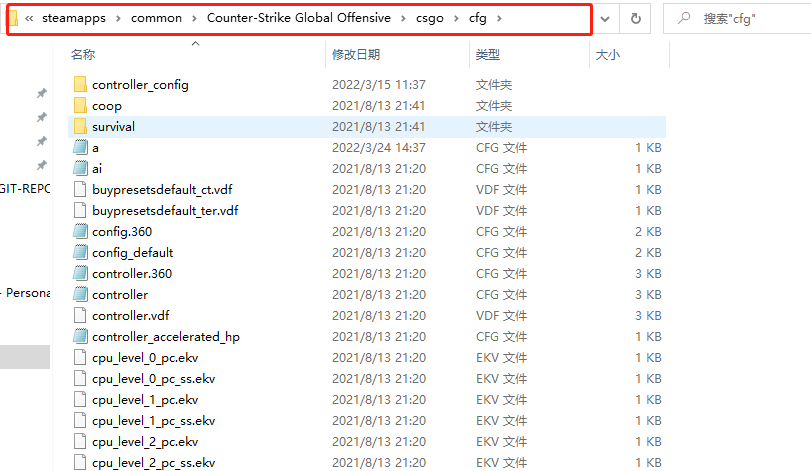 « steamapps › common › Counter-Strike Global Offensive › csgo › cfg › 搜索"cfg"
名称 修改日期 类型 大小
controller_config 2022/3/15 11:37 文件夹
coop 2021/8/13 21:41 文件夹
survival 2021/8/13 21:41 文件夹
a 2022/3/24 14:37 CFG 文件 1 KB
ai 2021/8/13 21:20 CFG 文件 1 KB
GIT-REPO buypresetsdefault_ct.vdf 2021/8/13 21:20 VDF 文件 1 KB
buypresetsdefault_ter.vdf 2021/8/13 21:20 VDF 文件 1 KB
config.360 2021/8/13 21:20 CFG 文件 2 KB
config_default 2021/8/13 21:20 CFG 文件 2 KB
controller.360 2021/8/13 21:20 CFG 文件 3 KB
- Persona controller 2021/8/13 21:20 CFG 文件 3 KB
controller.vdf 2021/8/13 21:20 VDF 文件 3 KB
controller_accelerated_hp 2021/8/13 21:20 CFG 文件 1 KB
cpu_level_0_pc.ekv 2021/8/13 21:20 EKV 文件 1 KB
cpu_level_0_pc_ss.ekv 2021/8/13 21:20 EKV 文件 1 KB
cpu_level_1_pc.ekv 2021/8/13 21:20 EKV 文件 1 KB
cpu_level_1_pc_ss.ekv 2021/8/13 21:20 EKV 文件 1 KB
cpu_level_2_pc.ekv 2021/8/13 21:20 EKV 文件 1 KB
cpu_level_2_pc_ss.ekv 2021/8/13 21:20 EKV 文件 1 KB